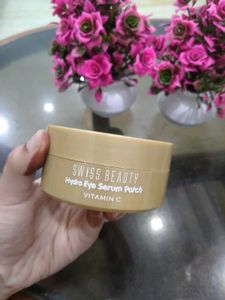 SWISS BEAUTY
Hydra Eye Serum Patch
VITAMIN C